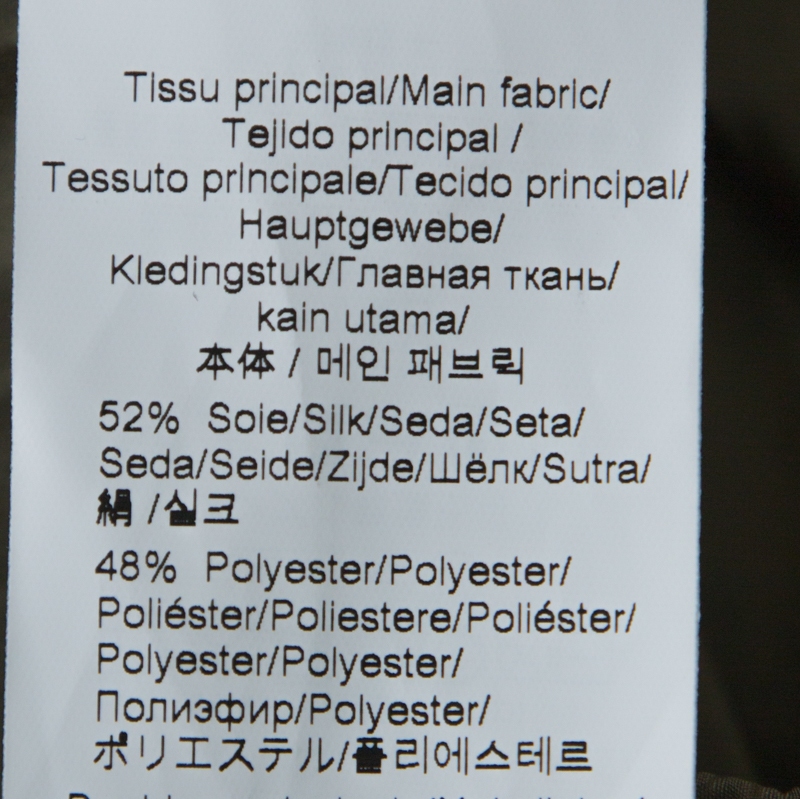 Tissu principal/Main fabric/
Tejido principal /
Tessuto principale/Tecido principal/
Hauptgewebe/
Kledingstuk/Главная ткань/
kain utama/
本体 / 메인 패브릭
52% Soie/Silk/Seda/Seta/
Seda/Seide/Zijde/Шёлк/Sutra/
絹 /실크
48% Polyester/Polyester/
Poliéster/Poliestere/Poliéster/
Polyester/Polyester/
Полиэфир/Polyester/
ポリエステル/폴리에스테르